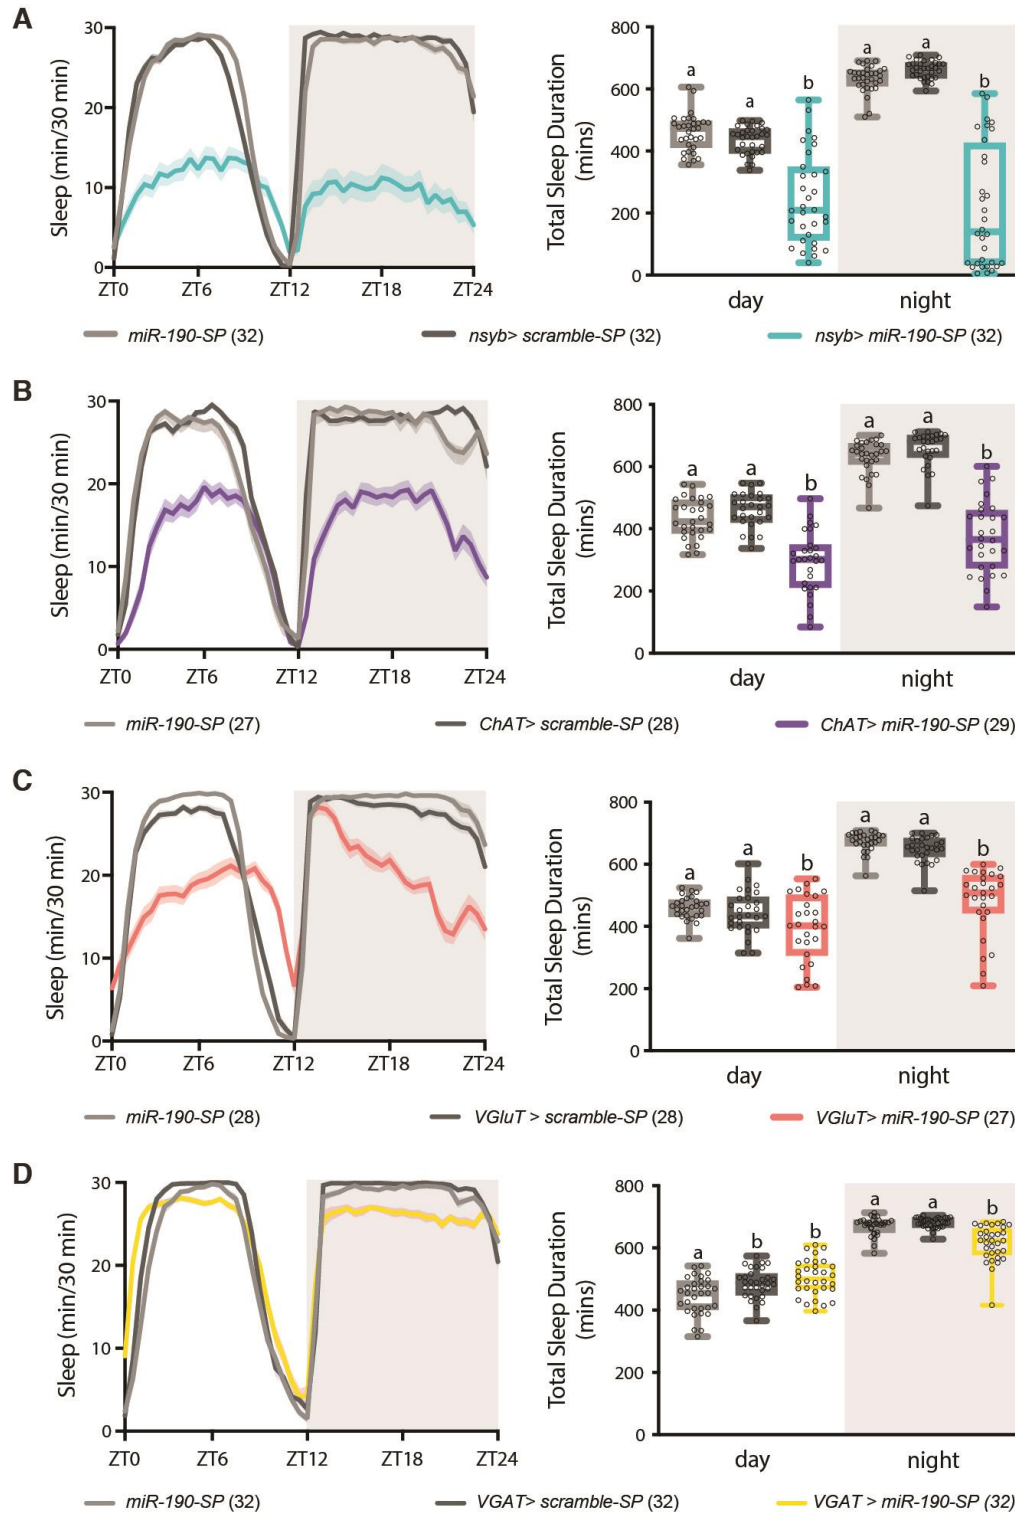 A
Sleep (min/30 min)
30
20
10
0
ZT0 ZT6 ZT12 ZT18 ZT24
Total Sleep Duration
(mins)
800
600
400
200
0
a a b a a b
day night
miR-190-SP (32) nsyb> scramble-SP (32) nsyb> miR-190-SP (32)
B
Sleep (min/30 min)
30
20
10
0
ZT0 ZT6 ZT12 ZT18 ZT24
Total Sleep Duration
(mins)
800
600
400
200
0
a a b a a b
day night
miR-190-SP (27) ChAT> scramble-SP (28) ChAT> miR-190-SP (29)
C
Sleep (min/30 min)
30
20
10
0
ZT0 ZT6 ZT12 ZT18 ZT24
Total Sleep Duration
(mins)
800
600
400
200
0
a a b a a b
day night
miR-190-SP (28) VGluT > scramble-SP (28) VGluT> miR-190-SP (27)
D
Sleep (min/30 min)
30
20
10
0
ZT0 ZT6 ZT12 ZT18 ZT24
Total Sleep Duration
(mins)
800
600
400
200
0
a b b a a b
day night
miR-190-SP (32) VGAT> scramble-SP (32) VGAT > miR-190-SP (32)